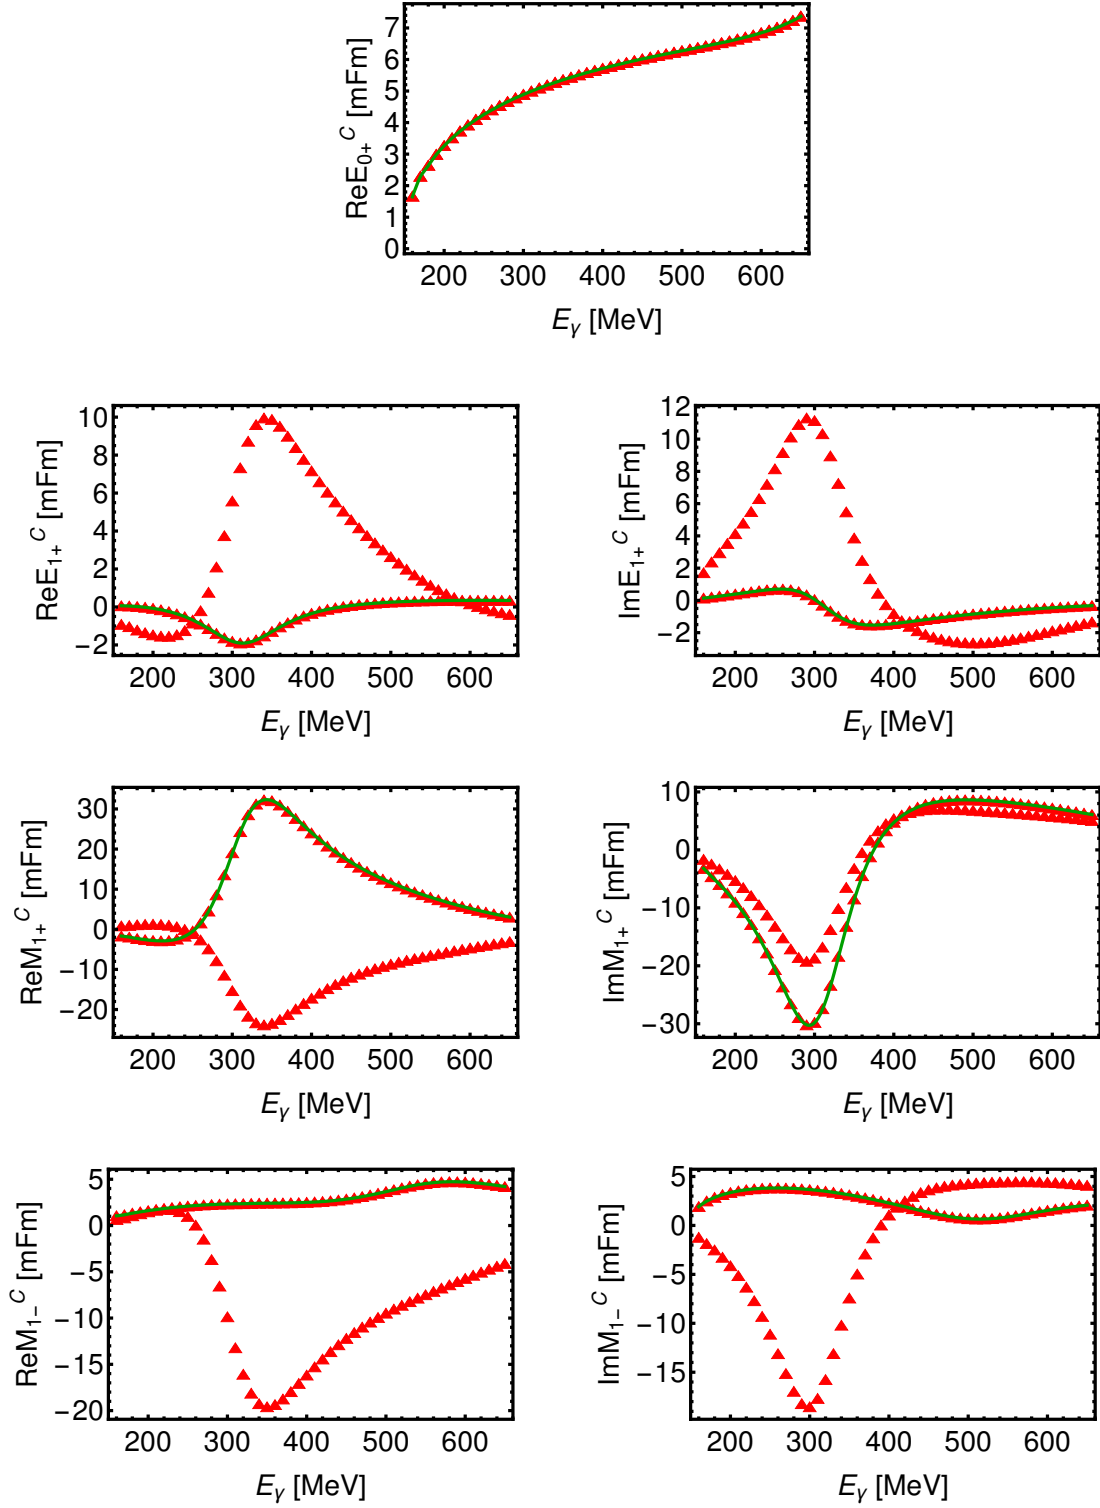 ReE0+ C [mFm]
7
6
5
4
3
2
1
0
200 300 400 500 600
Eγ [MeV]
ReE1+ C [mFm]
10
8
6
4
2
0
−2
200 300 400 500 600
Eγ [MeV]
ImE1+ C [mFm]
12
10
8
6
4
2
0
−2
200 300 400 500 600
Eγ [MeV]
ReM1+ C [mFm]
30
20
10
0
−10
−20
200 300 400 500 600
Eγ [MeV]
ImM1+ C [mFm]
10
0
−10
−20
−30
200 300 400 500 600
Eγ [MeV]
ReM1− C [mFm]
5
0
−5
−10
−15
−20
200 300 400 500 600
Eγ [MeV]
ImM1− C [mFm]
5
0
−5
−10
−15
200 300 400 500 600
Eγ [MeV]